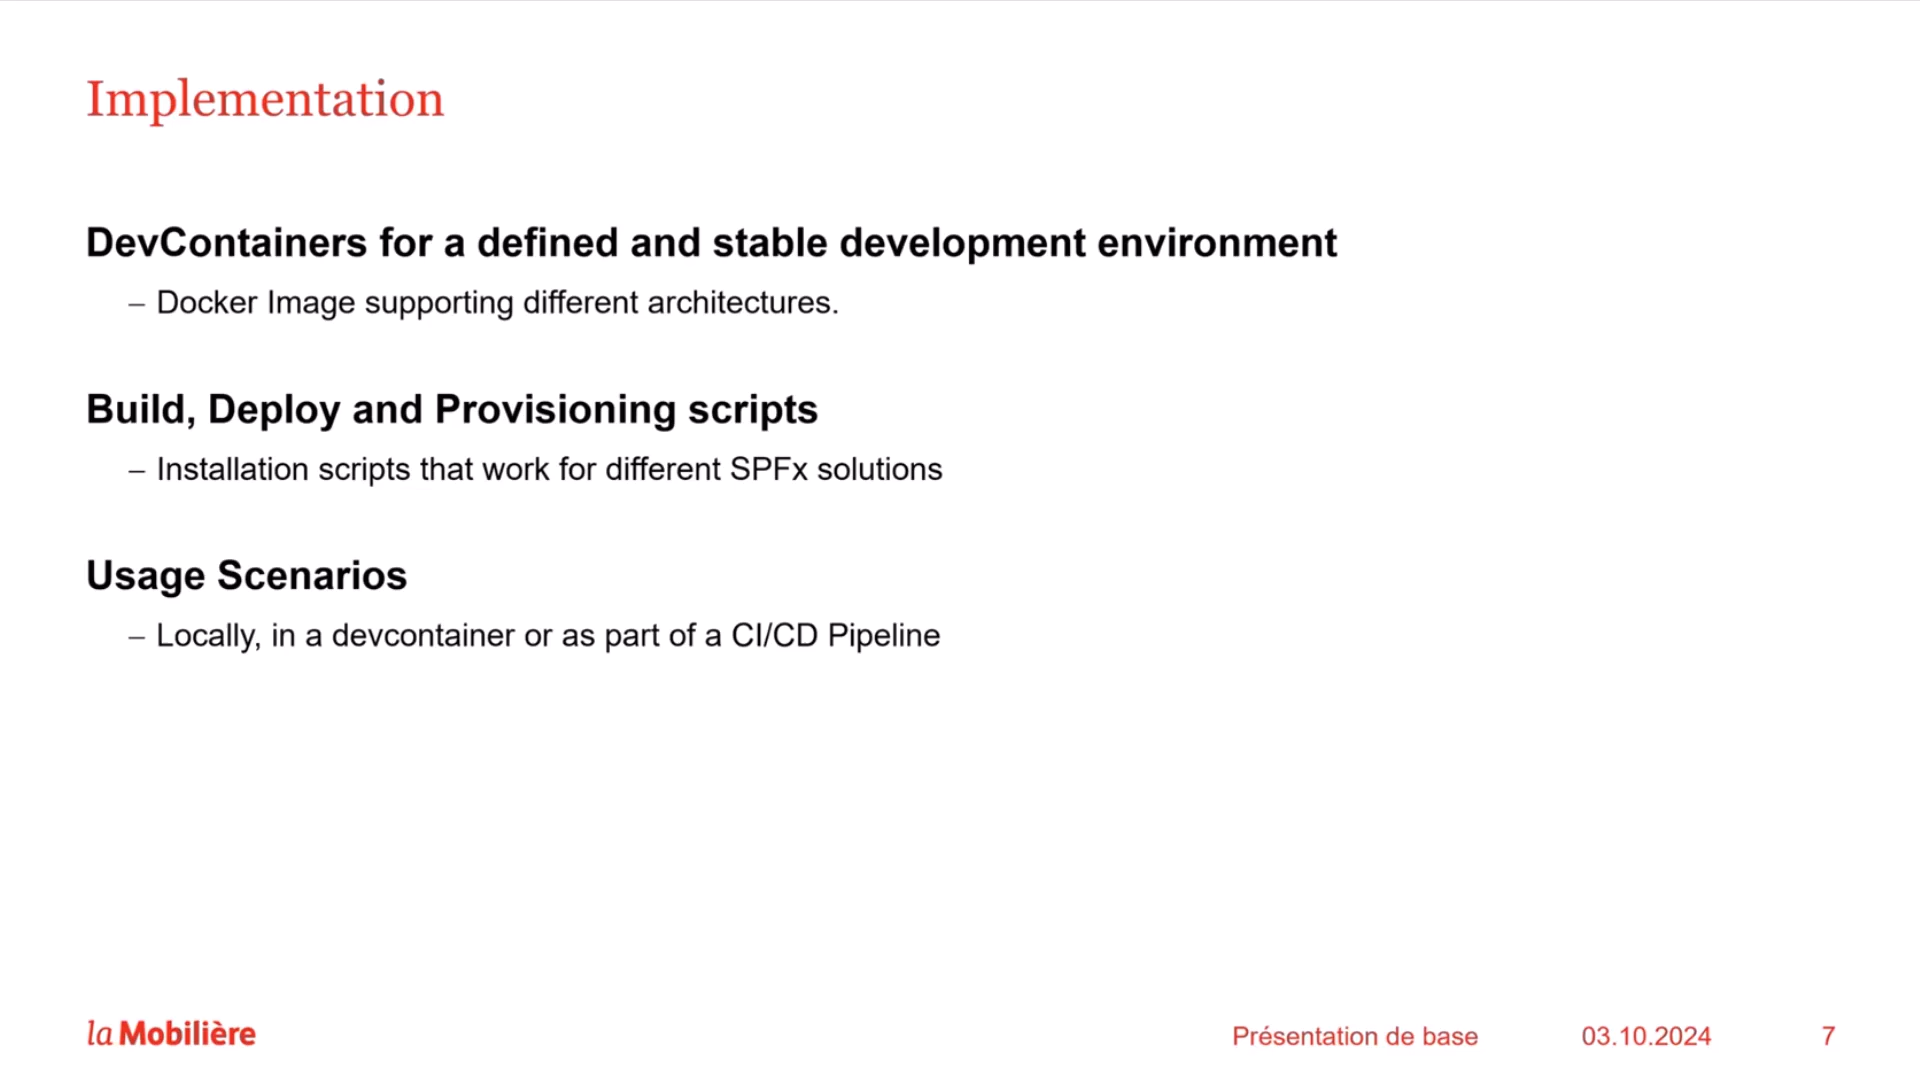 Implementation
DevContainers for a defined and stable development environment
– Docker Image supporting different architectures.
Build, Deploy and Provisioning scripts
– Installation scripts that work for different SPFx solutions
Usage Scenarios
– Locally, in a devcontainer or as part of a CI/CD Pipeline
la Mobilière
Présentation de base 03.10.2024 7